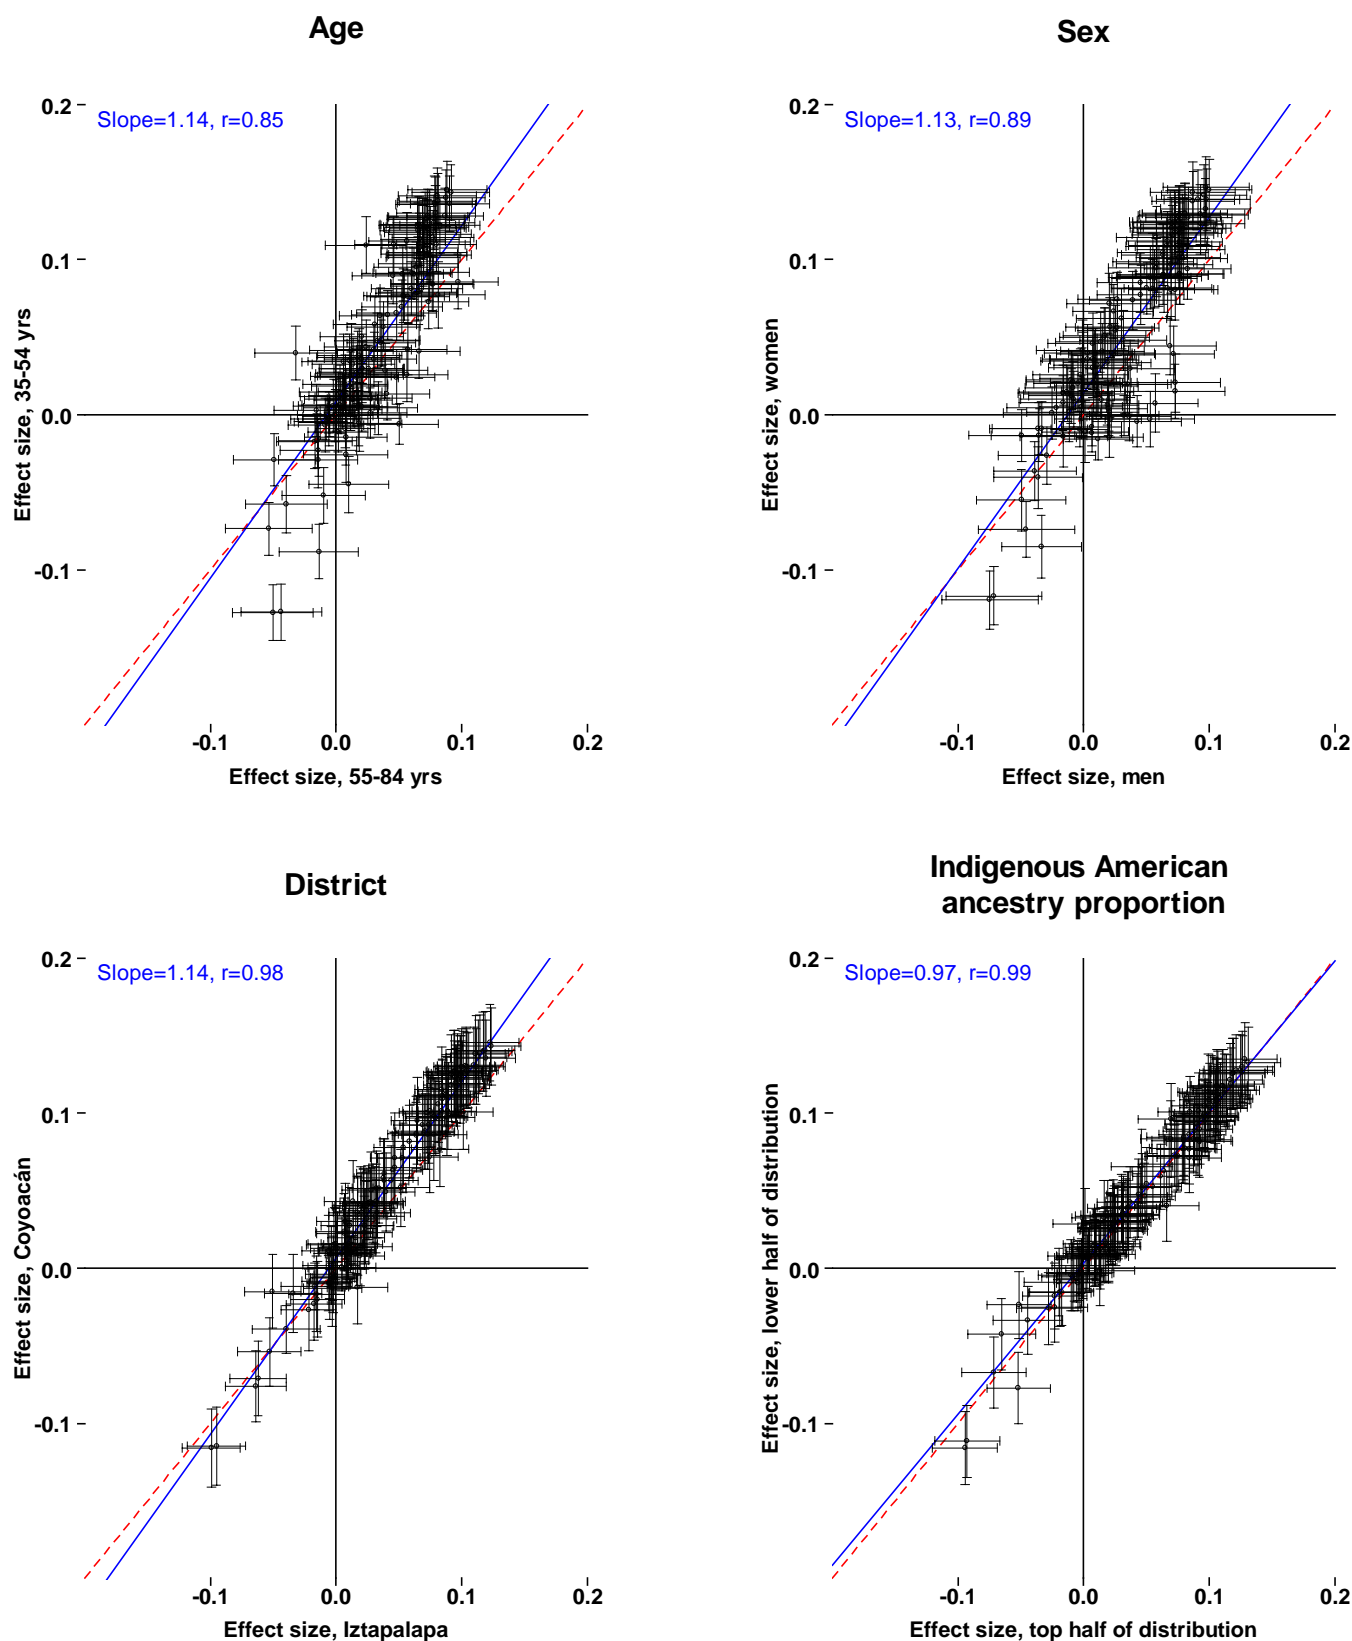 Age
Slope=1.14, r=0.85
0.2
0.1
0.0
-0.1
Effect size, 35-54 yrs
-0.1 0.0 0.1 0.2
Effect size, 55-84 yrs
Sex
Slope=1.13, r=0.89
0.2
0.1
0.0
-0.1
Effect size, women
-0.1 0.0 0.1 0.2
Effect size, men
District
Slope=1.14, r=0.98
0.2
0.1
0.0
-0.1
Effect size, Coyoacán
-0.1 0.0 0.1 0.2
Effect size, Iztapalapa
Indigenous American
ancestry proportion
Slope=0.97, r=0.99
0.2
0.1
0.0
-0.1
Effect size, lower half of distribution
-0.1 0.0 0.1 0.2
Effect size, top half of distribution